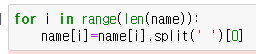 for i in range(len(name)):
    name[i]=name[i].split(' ')[0]